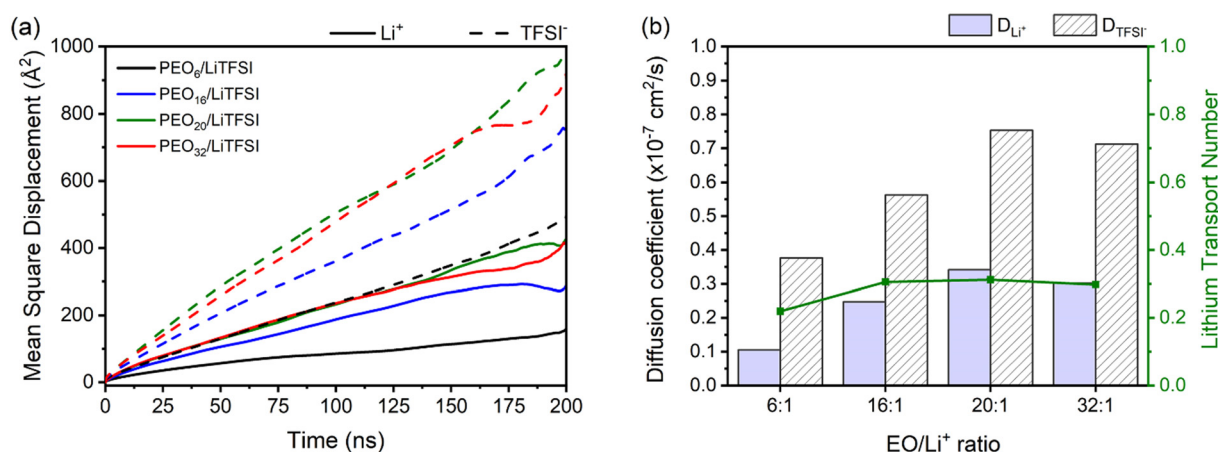 (a)
Li⁺
TFSI⁻
PEO₆/LiTFSI
PEO₁₆/LiTFSI
PEO₂₀/LiTFSI
PEO₃₂/LiTFSI
Mean Square Displacement (Å²)
1000
800
600
400
200
0
0 25 50 75 100 125 150 175 200
Time (ns)
(b)
D_Li⁺
D_TFSI⁻
Diffusion coefficient (x10⁻⁷ cm²/s)
1.0
0.9
0.8
0.7
0.6
0.5
0.4
0.3
0.2
0.1
0.0
6:1 16:1 20:1 32:1
EO/Li⁺ ratio
1.0
0.8
0.6
0.4
0.2
0.0
Lithium Transport Number